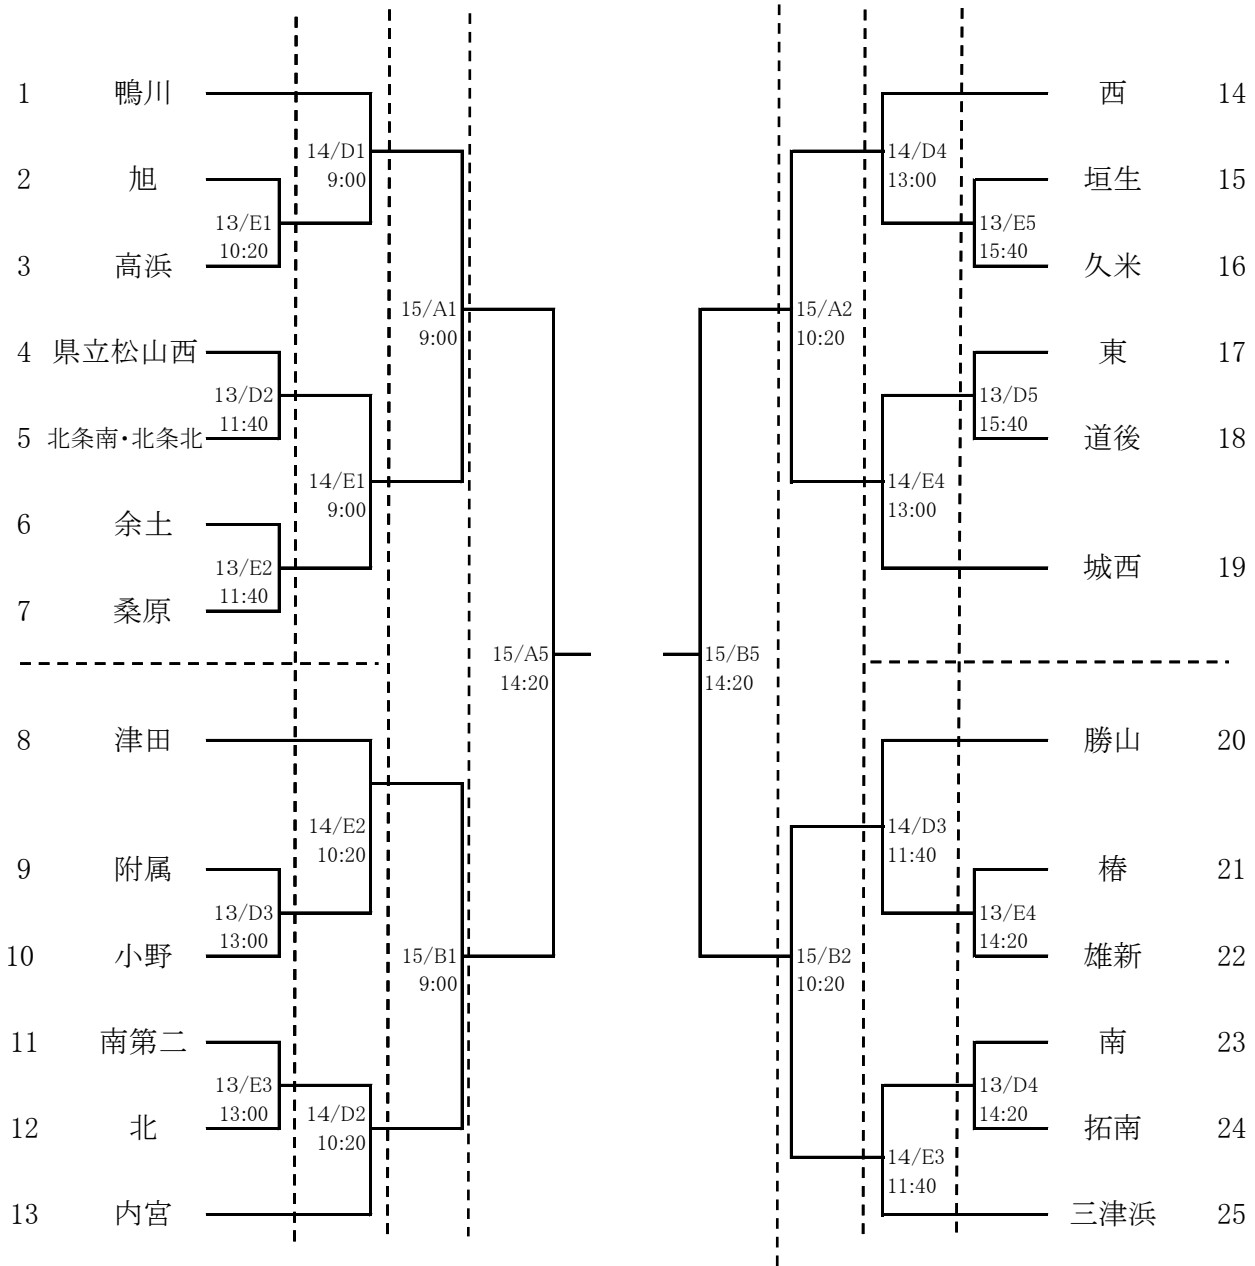 1 鴨川
14/D1
9:00
2 旭
13/E1
10:20
3 高浜
15/A1
9:00
4 県立松山西
13/D2
11:40
5 北条南・北条北
14/E1
9:00
6 余土
13/E2
11:40
7 桑原
15/A5
14:20
8 津田
14/E2
10:20
9 附属
13/D3
13:00
10 小野
15/B1
9:00
11 南第二
13/E3
13:00
12 北
14/D2
10:20
13 内宮
西 14
14/D4
13:00
垣生 15
13/E5
15:40
久米 16
15/A2
10:20
東 17
13/D5
15:40
道後 18
14/E4
13:00
城西 19
15/B5
14:20
勝山 20
14/D3
11:40
椿 21
13/E4
14:20
雄新 22
15/B2
10:20
南 23
13/D4
14:20
拓南 24
14/E3
11:40
三津浜 25